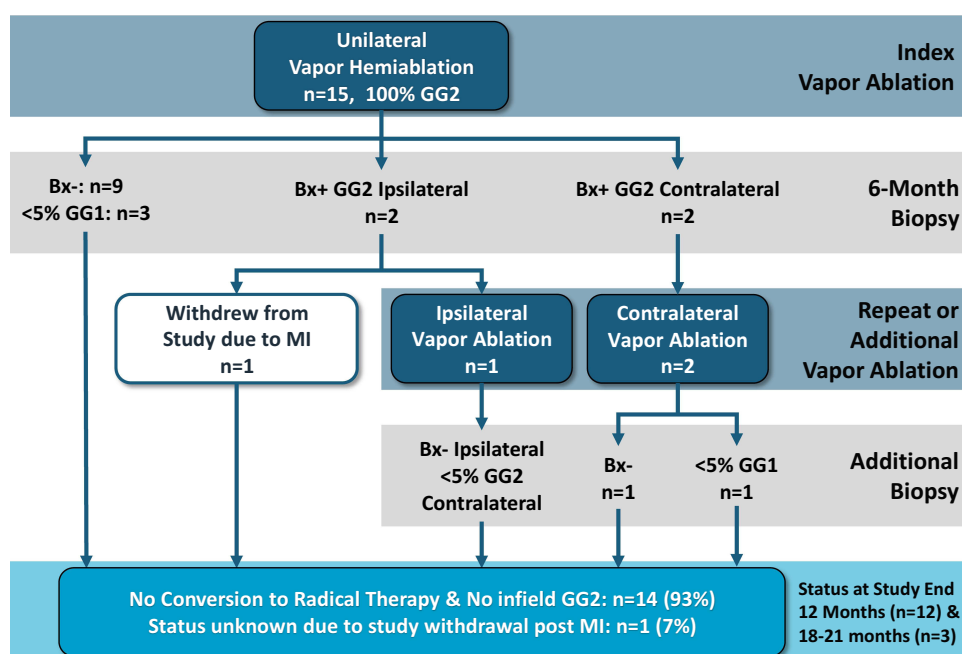 Unilateral
Vapor Hemiablation
n=15, 100% GG2
Index
Vapor Ablation
Bx-: n=9
<5% GG1: n=3
Bx+ GG2 Ipsilateral
n=2
Bx+ GG2 Contralateral
n=2
6-Month
Biopsy
Withdrew from
Study due to MI
n=1
Ipsilateral
Vapor Ablation
n=1
Contralateral
Vapor Ablation
n=2
Repeat or
Additional
Vapor Ablation
Bx- Ipsilateral
<5% GG2
Contralateral
Bx-
n=1
<5% GG1
n=1
Additional
Biopsy
No Conversion to Radical Therapy & No infield GG2: n=14 (93%)
Status unknown due to study withdrawal post MI: n=1 (7%)
Status at Study End
12 Months (n=12) &
18-21 months (n=3)